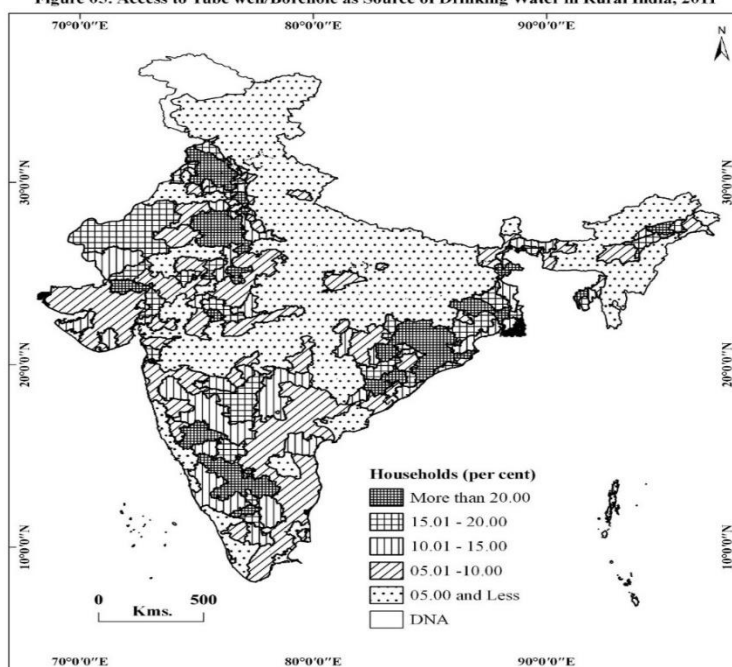 Figure 05: Access to Tube well/Borehole as Source of Drinking Water in Rural India, 2011
70°0'0"E 80°0'0"E 90°0'0"E
N
30°0'0"N 30°0'0"N
20°0'0"N 20°0'0"N
10°0'0"N 10°0'0"N
Households (per cent)
More than 20.00
15.01 - 20.00
10.01 - 15.00
05.01 -10.00
05.00 and Less
DNA
0 500
Kms.
70°0'0"E 80°0'0"E 90°0'0"E